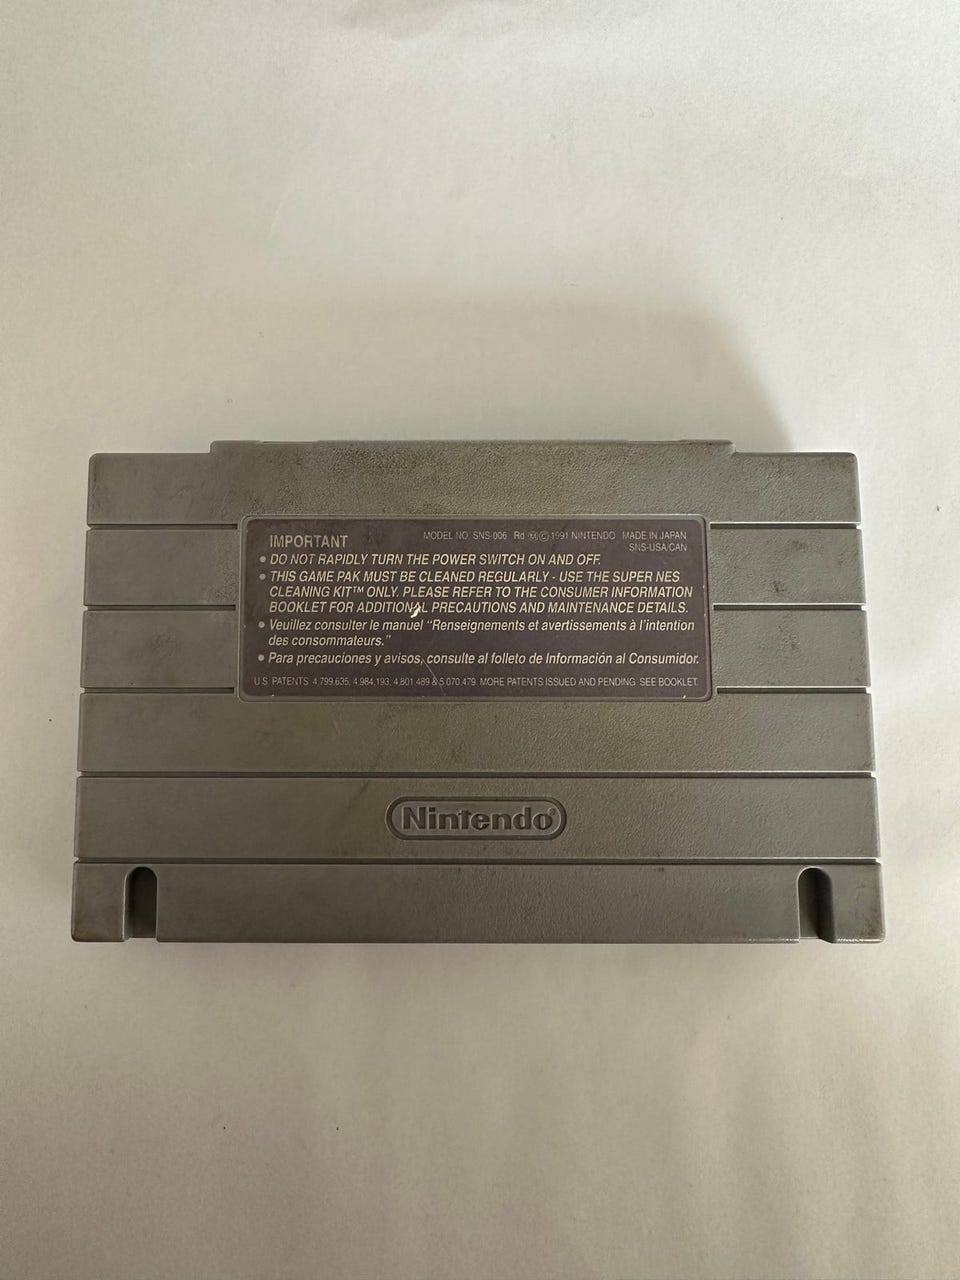 IMPORTANT
MODEL NO. SNS-006 Rd Ⓜ©1991 NINTENDO MADE IN JAPAN
SNS-USA/CAN
• DO NOT RAPIDLY TURN THE POWER SWITCH ON AND OFF.
• THIS GAME PAK MUST BE CLEANED REGULARLY - USE THE SUPER NES
CLEANING KIT™ ONLY. PLEASE REFER TO THE CONSUMER INFORMATION
BOOKLET FOR ADDITIONAL PRECAUTIONS AND MAINTENANCE DETAILS.
• Veuillez consulter le manuel "Renseignements et avertissements à l'intention
des consommateurs."
• Para precauciones y avisos, consulte al folleto de Información al Consumidor.
U.S. PATENTS 4,799,635, 4,984,193, 4,801,489 & 5,070,479. MORE PATENTS ISSUED AND PENDING. SEE BOOKLET.
Nintendo®